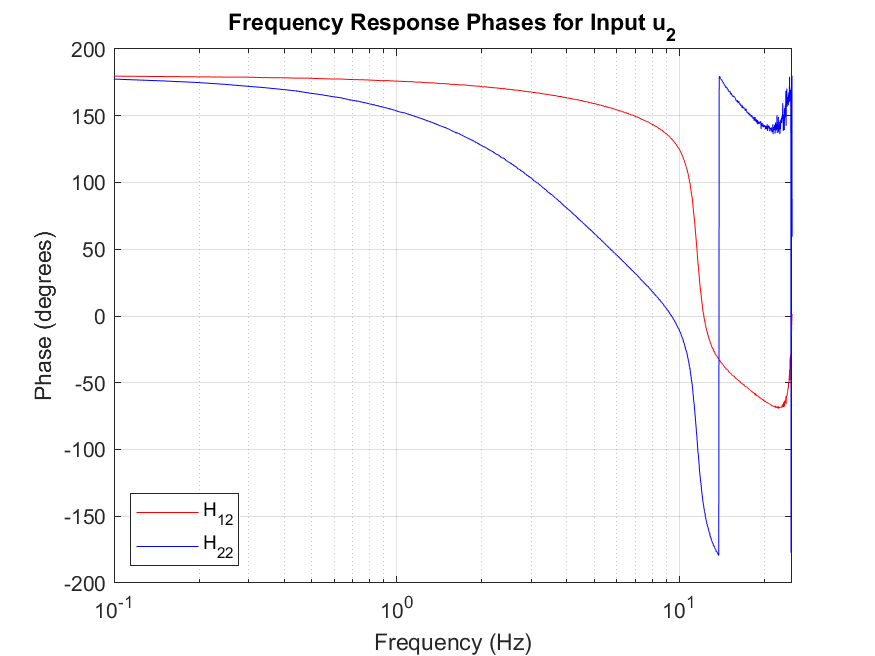 Frequency Response Phases for Input u₂
200
150
100
50
0
-50
-100
-150
-200
Phase (degrees)
H₁₂
H₂₂
10⁻¹
10⁰
10¹
Frequency (Hz)